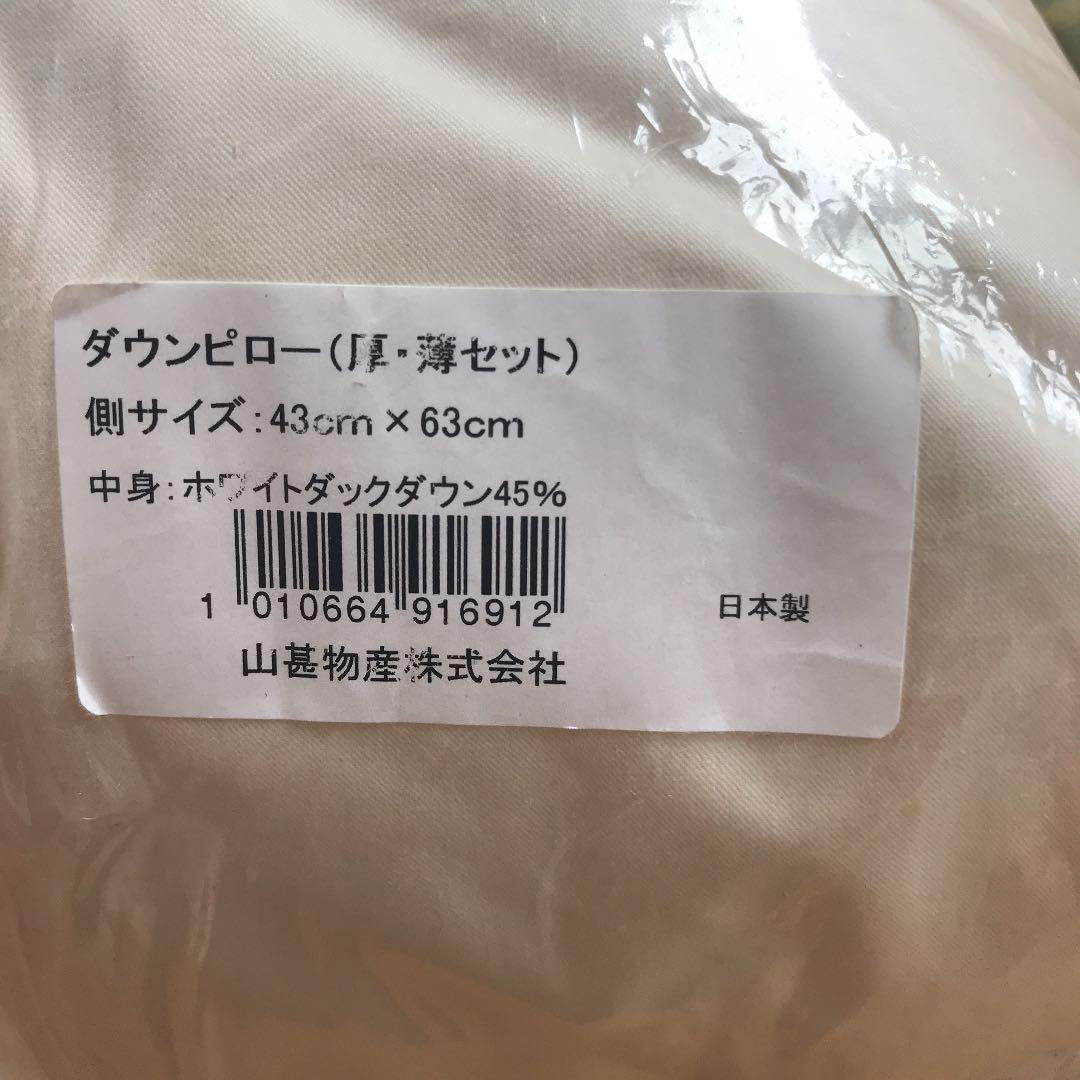 ダウンピロー(厚・薄セット)
側サイズ:43cm×63cm
中身:ホワイトダックダウン45%
1 010664 916912
日本製
山甚物産株式会社